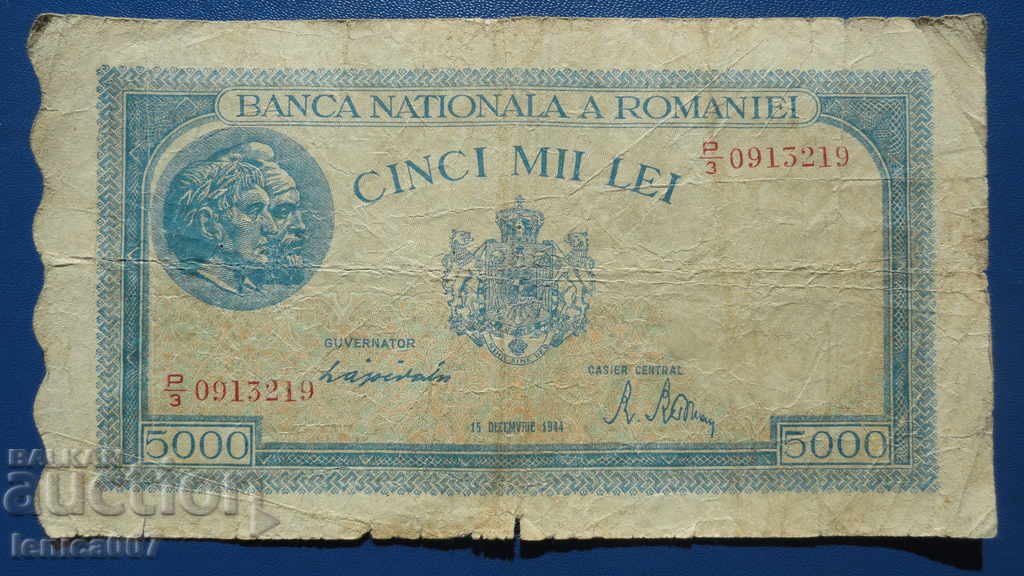 BANCA NATIONALA A ROMANIEI
CINCI MII LEI
P/3 0913219
GUVERNATOR
CASIER CENTRAL
P/3 0913219
15 DECEMVRIE 1944
5000
5000
BALKAN
auction
lenica007